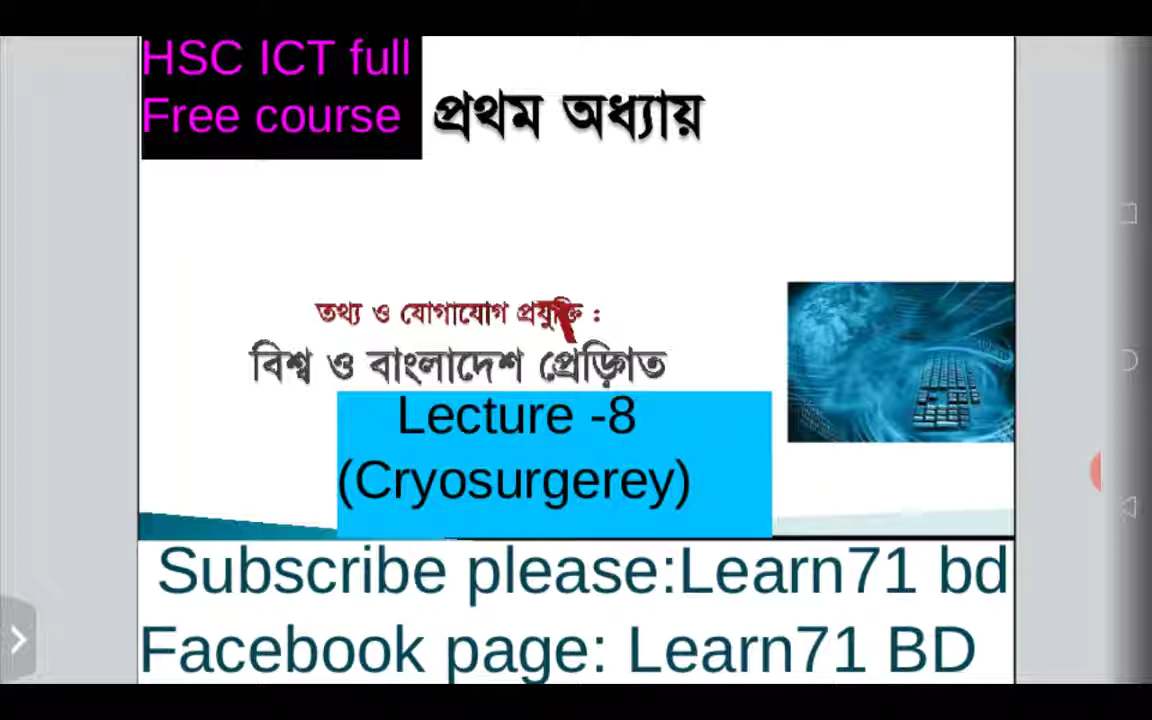 HSC ICT full
Free course
প্রথম অধ্যায়
তথ্য ও যোগাযোগ প্রযুক্তি :
বিশ্ব ও বাংলাদেশ
Lecture -8
(Cryosurgerey)
Subscribe please:Learn71 bd
Facebook page: Learn71 BD